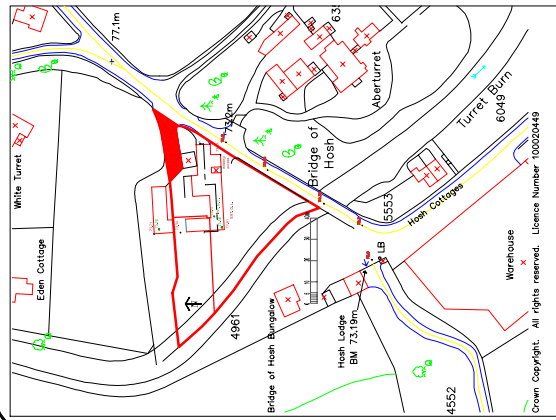 77.1m
63
White Turret
Eden Cottage
73.2m
Bridge of
Hosh
Aberturret
Turret Burn
6049
5553
Hosh Cottages
LB
Warehouse
4961
Bridge of Hosh Bungalow
Hosh Lodge
BM 73.19m
4552
Crown Copyright. All rights reserved. Licence Number 100020449